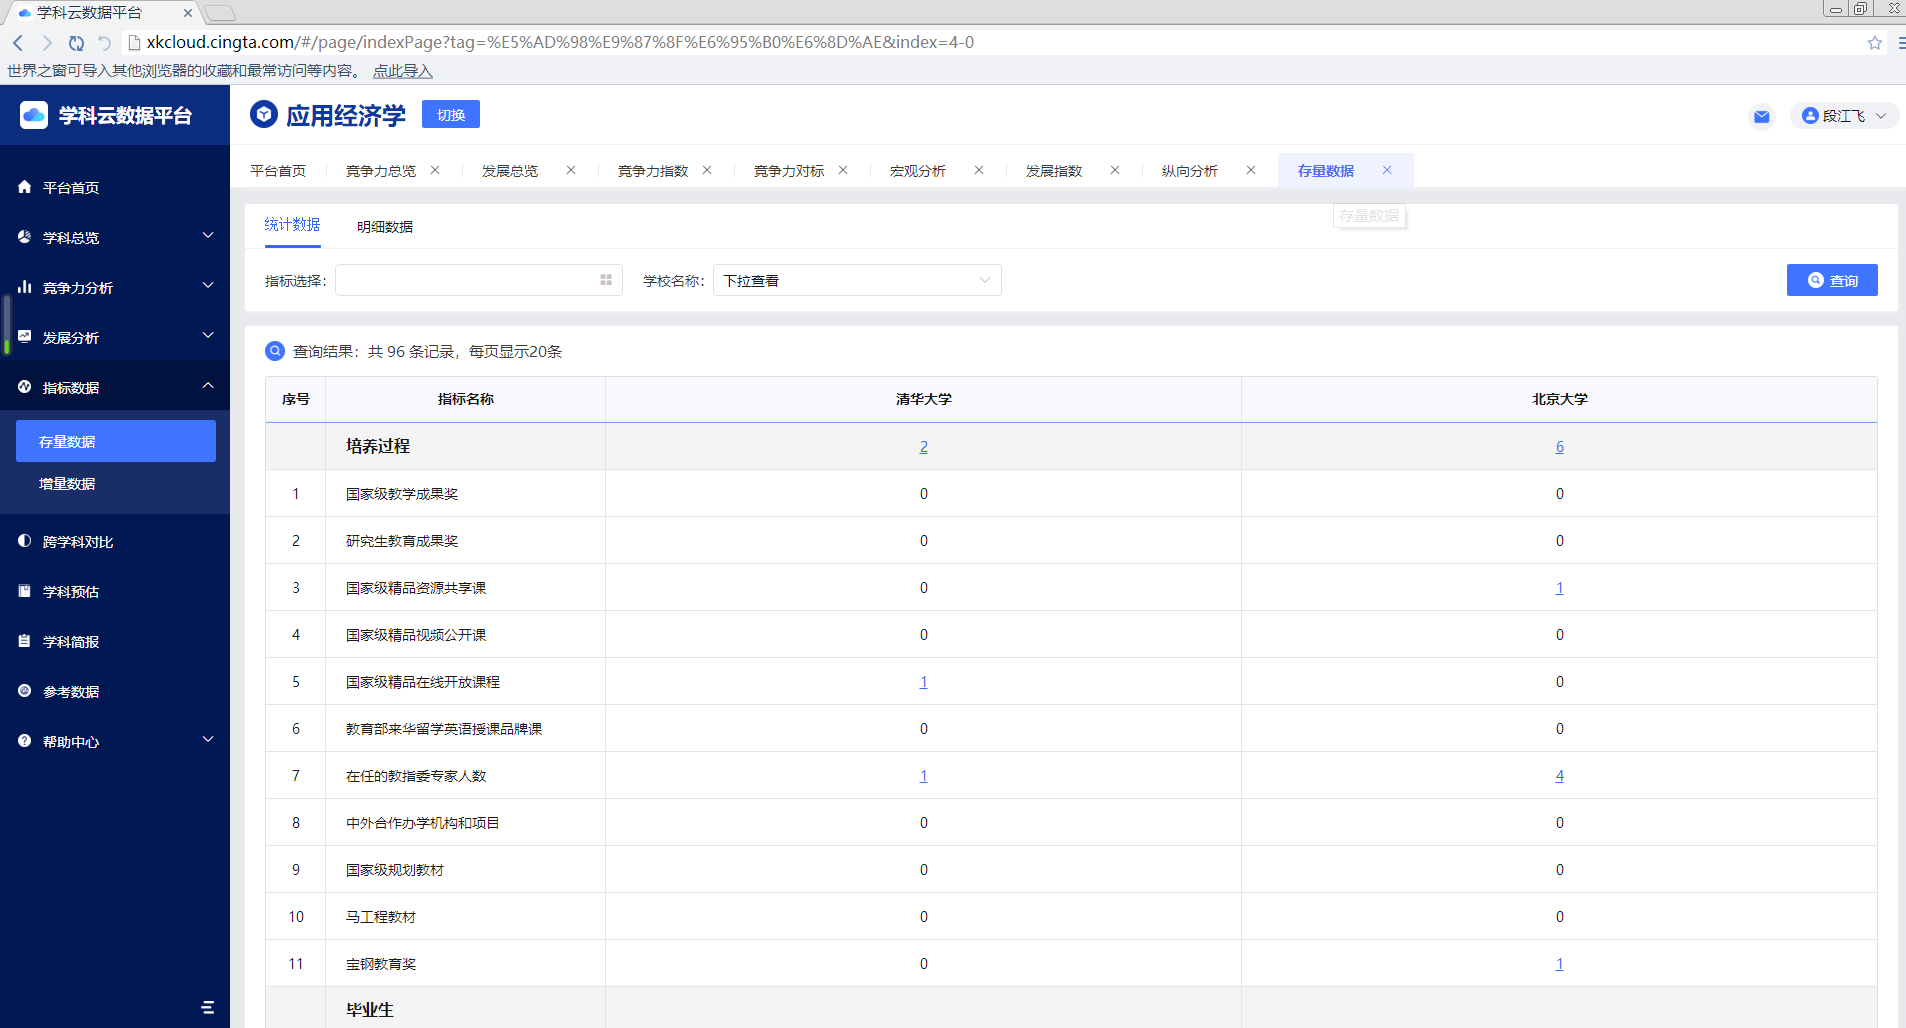 学科云数据平台
xkcloud.cingta.com/#/page/indexPage?tag=%E5%AD%98%E9%87%8F%E6%95%B0%E6%8D%AE&index=4-0
世界之窗可导入其他浏览器的收藏和最常访问等内容。 点此导入
学科云数据平台
应用经济学 切换
段江飞
平台首页
学科总览
竞争力分析
发展分析
指标数据
存量数据
增量数据
跨学科对比
学科预估
学科简报
参考数据
帮助中心
平台首页 竞争力总览 发展总览 竞争力指数 竞争力对标 宏观分析 发展指数 纵向分析 存量数据
存量数据
统计数据 明细数据
指标选择： 学校名称： 下拉查看 查询
查询结果：共 96 条记录，每页显示20条
序号 指标名称 清华大学 北京大学
培养过程 2 6
1 国家级教学成果奖 0 0
2 研究生教育成果奖 0 0
3 国家级精品资源共享课 0 1
4 国家级精品视频公开课 0 0
5 国家级精品在线开放课程 1 0
6 教育部来华留学英语授课品牌课 0 0
7 在任的教指委专家人数 1 4
8 中外合作办学机构和项目 0 0
9 国家级规划教材 0 0
10 马工程教材 0 0
11 宝钢教育奖 0 1
毕业生